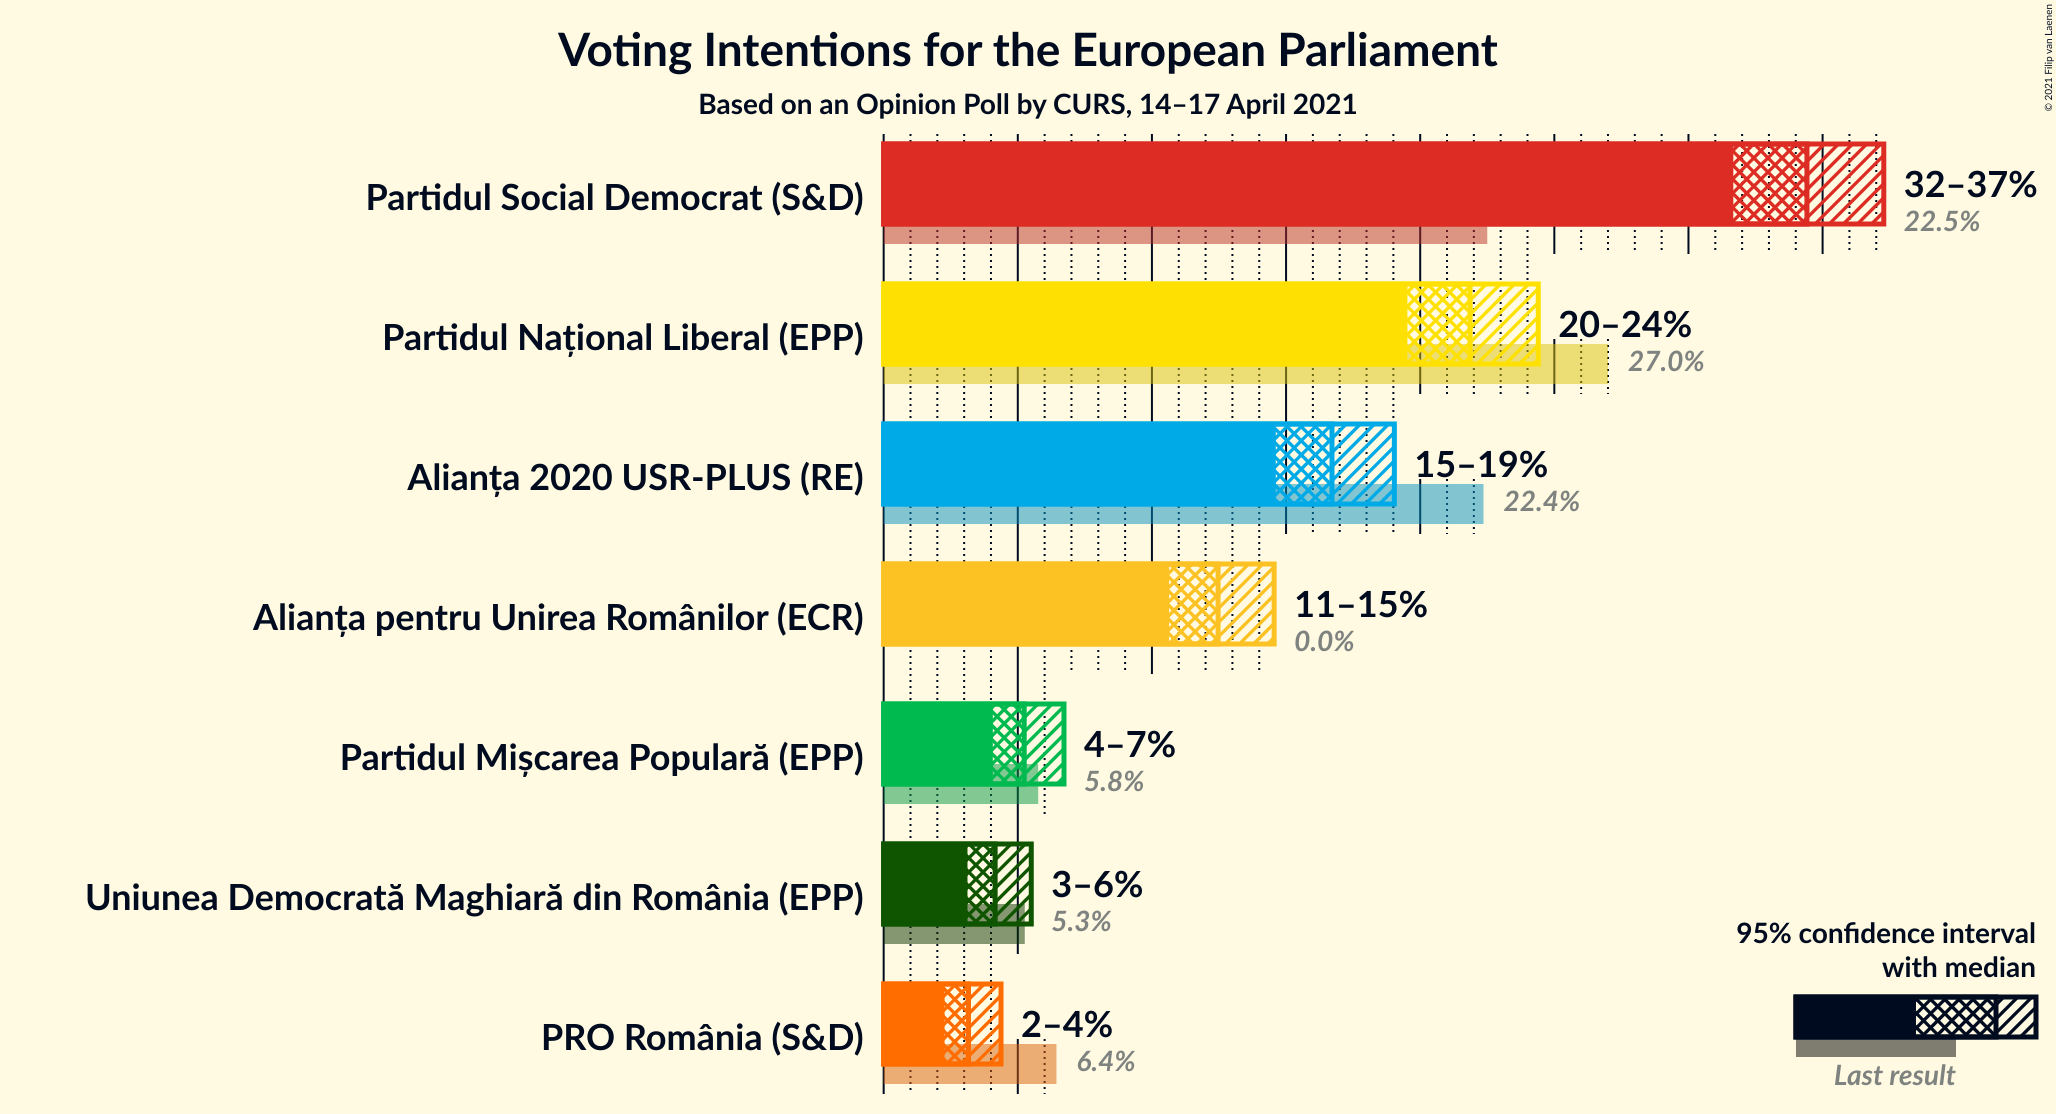 Voting Intentions for the European Parliament
Based on an Opinion Poll by CURS, 14–17 April 2021
© 2021 Filip van Laenen
Partidul Social Democrat (S&D)
32–37%
22.5%
Partidul Național Liberal (EPP)
20–24%
27.0%
Alianța 2020 USR-PLUS (RE)
15–19%
22.4%
Alianța pentru Unirea Românilor (ECR)
11–15%
0.0%
Partidul Mișcarea Populară (EPP)
4–7%
5.8%
Uniunea Democrată Maghiară din România (EPP)
3–6%
5.3%
PRO România (S&D)
2–4%
6.4%
95% confidence interval
with median
Last result